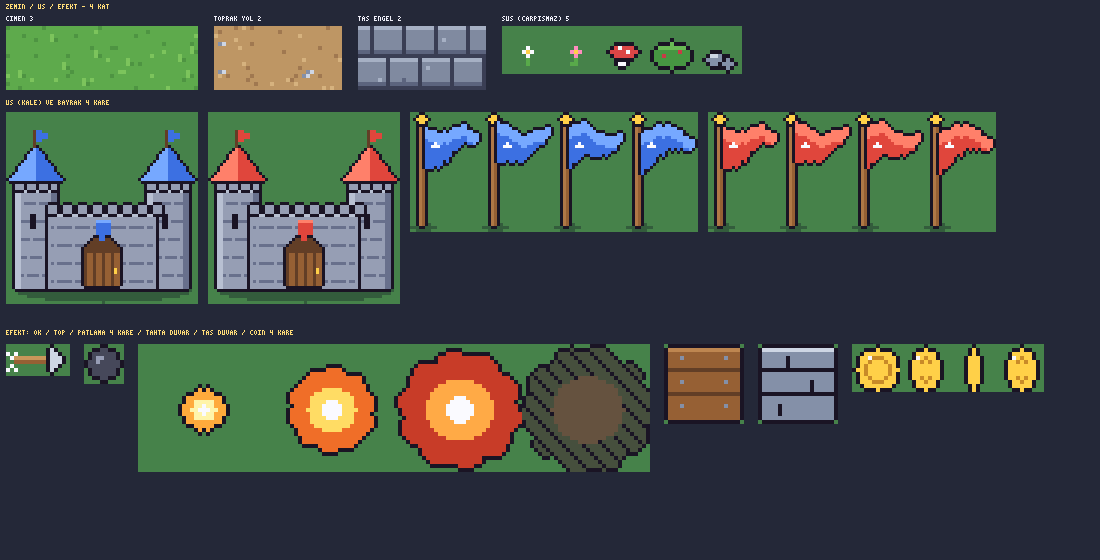 ZEMIN / US / EFEKT - 4 KAT
CIMEN 3
TOPRAK YOL 2
TAS ENGEL 2
SUS (CARPISMAZ) 5
US (KALE) VE BAYRAK 4 KARE
EFEKT: OK / TOP / PATLAMA 4 KARE / TAHTA DUVAR / TAS DUVAR / COIN 4 KARE